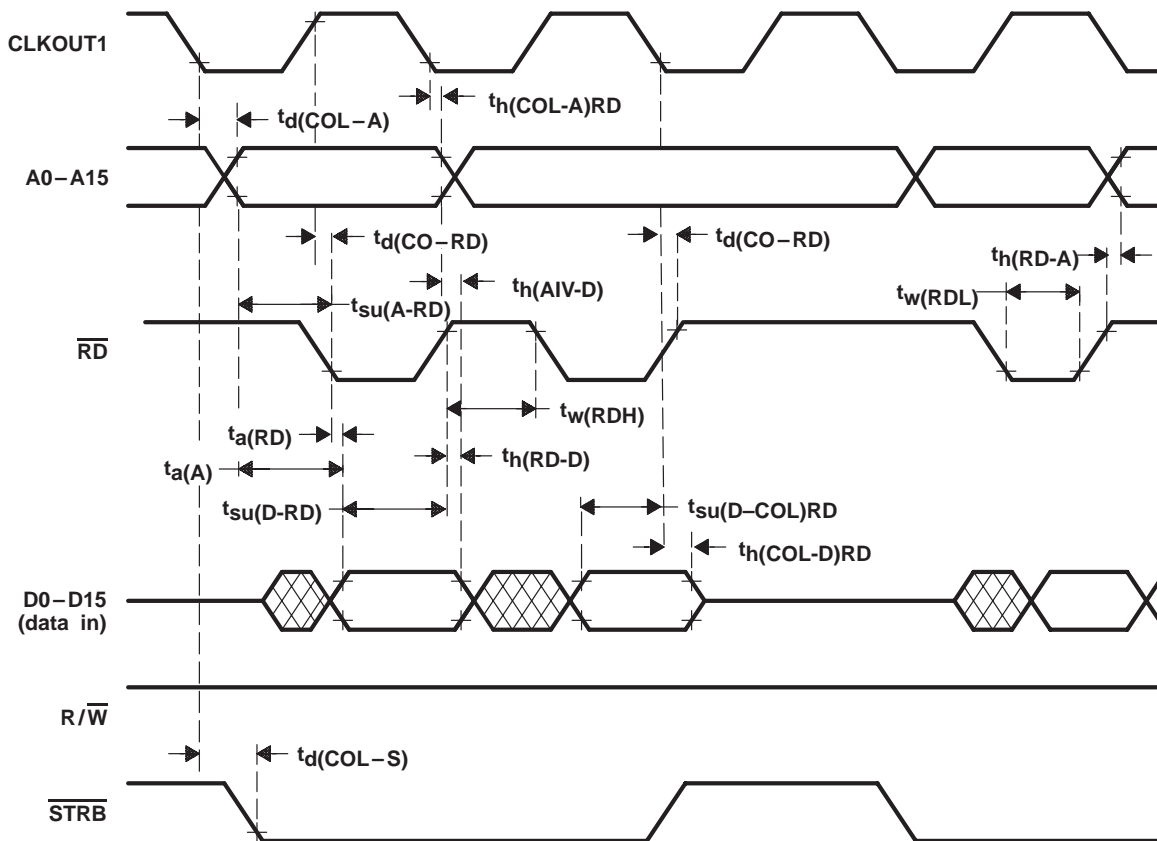 CLKOUT1
th(COL-A)RD
td(COL–A)
A0–A15
td(CO–RD)
td(CO–RD)
th(RD-A)
th(AIV-D)
tw(RDL)
tsu(A-RD)
RD
tw(RDH)
ta(RD)
th(RD-D)
ta(A)
tsu(D-RD)
tsu(D–COL)RD
th(COL-D)RD
D0–D15
(data in)
R/W
td(COL–S)
STRB